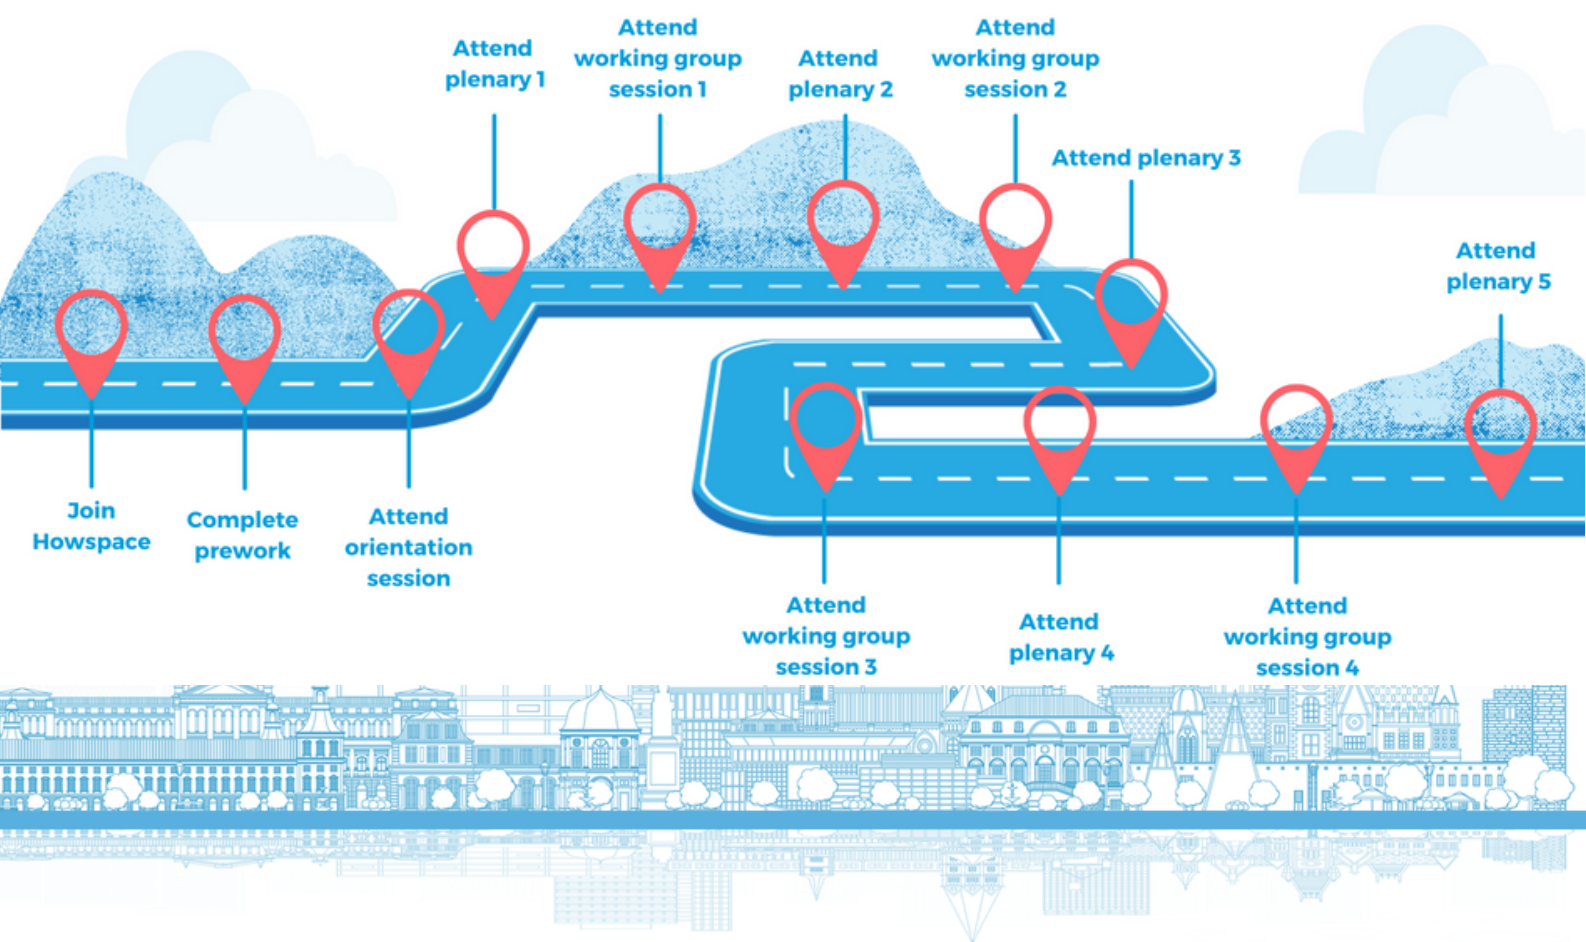 Join
Howspace
Complete
prework
Attend
orientation
session
Attend
plenary 1
Attend
working group
session 1
Attend
plenary 2
Attend
working group
session 2
Attend plenary 3
Attend
working group
session 3
Attend
plenary 4
Attend
working group
session 4
Attend
plenary 5